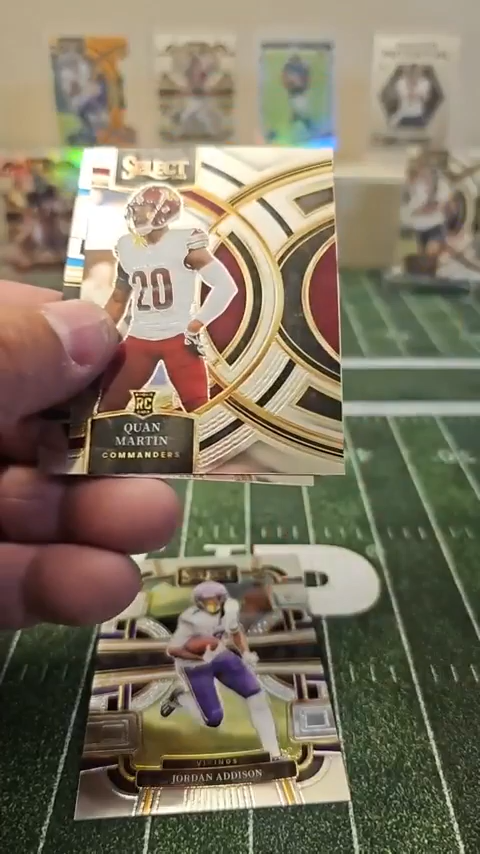 SELECT
20
RC
QUAN
MARTIN
COMMANDERS
SELECT
VIKINGS
JORDAN ADDISON